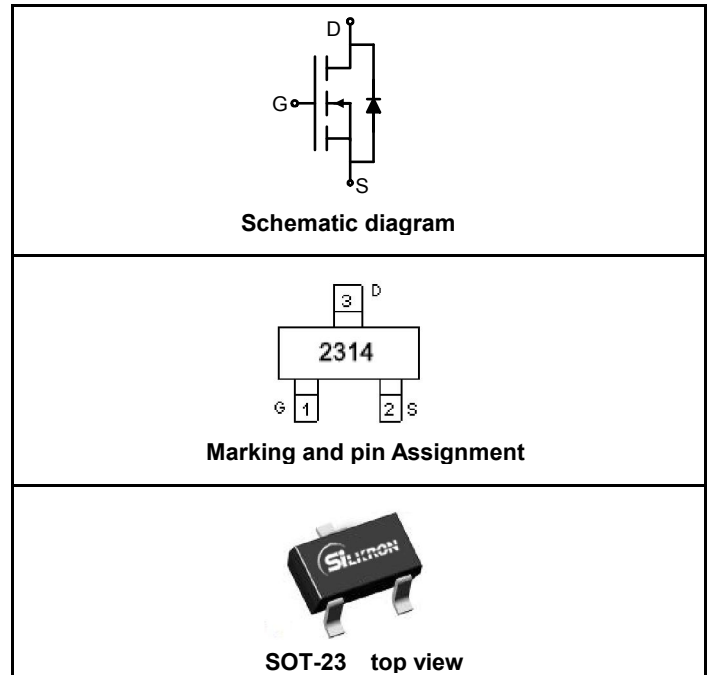 D
G
S
Schematic diagram
3 D
2314
G 1 2 S
Marking and pin Assignment
SiLIKRON
SOT-23 top view